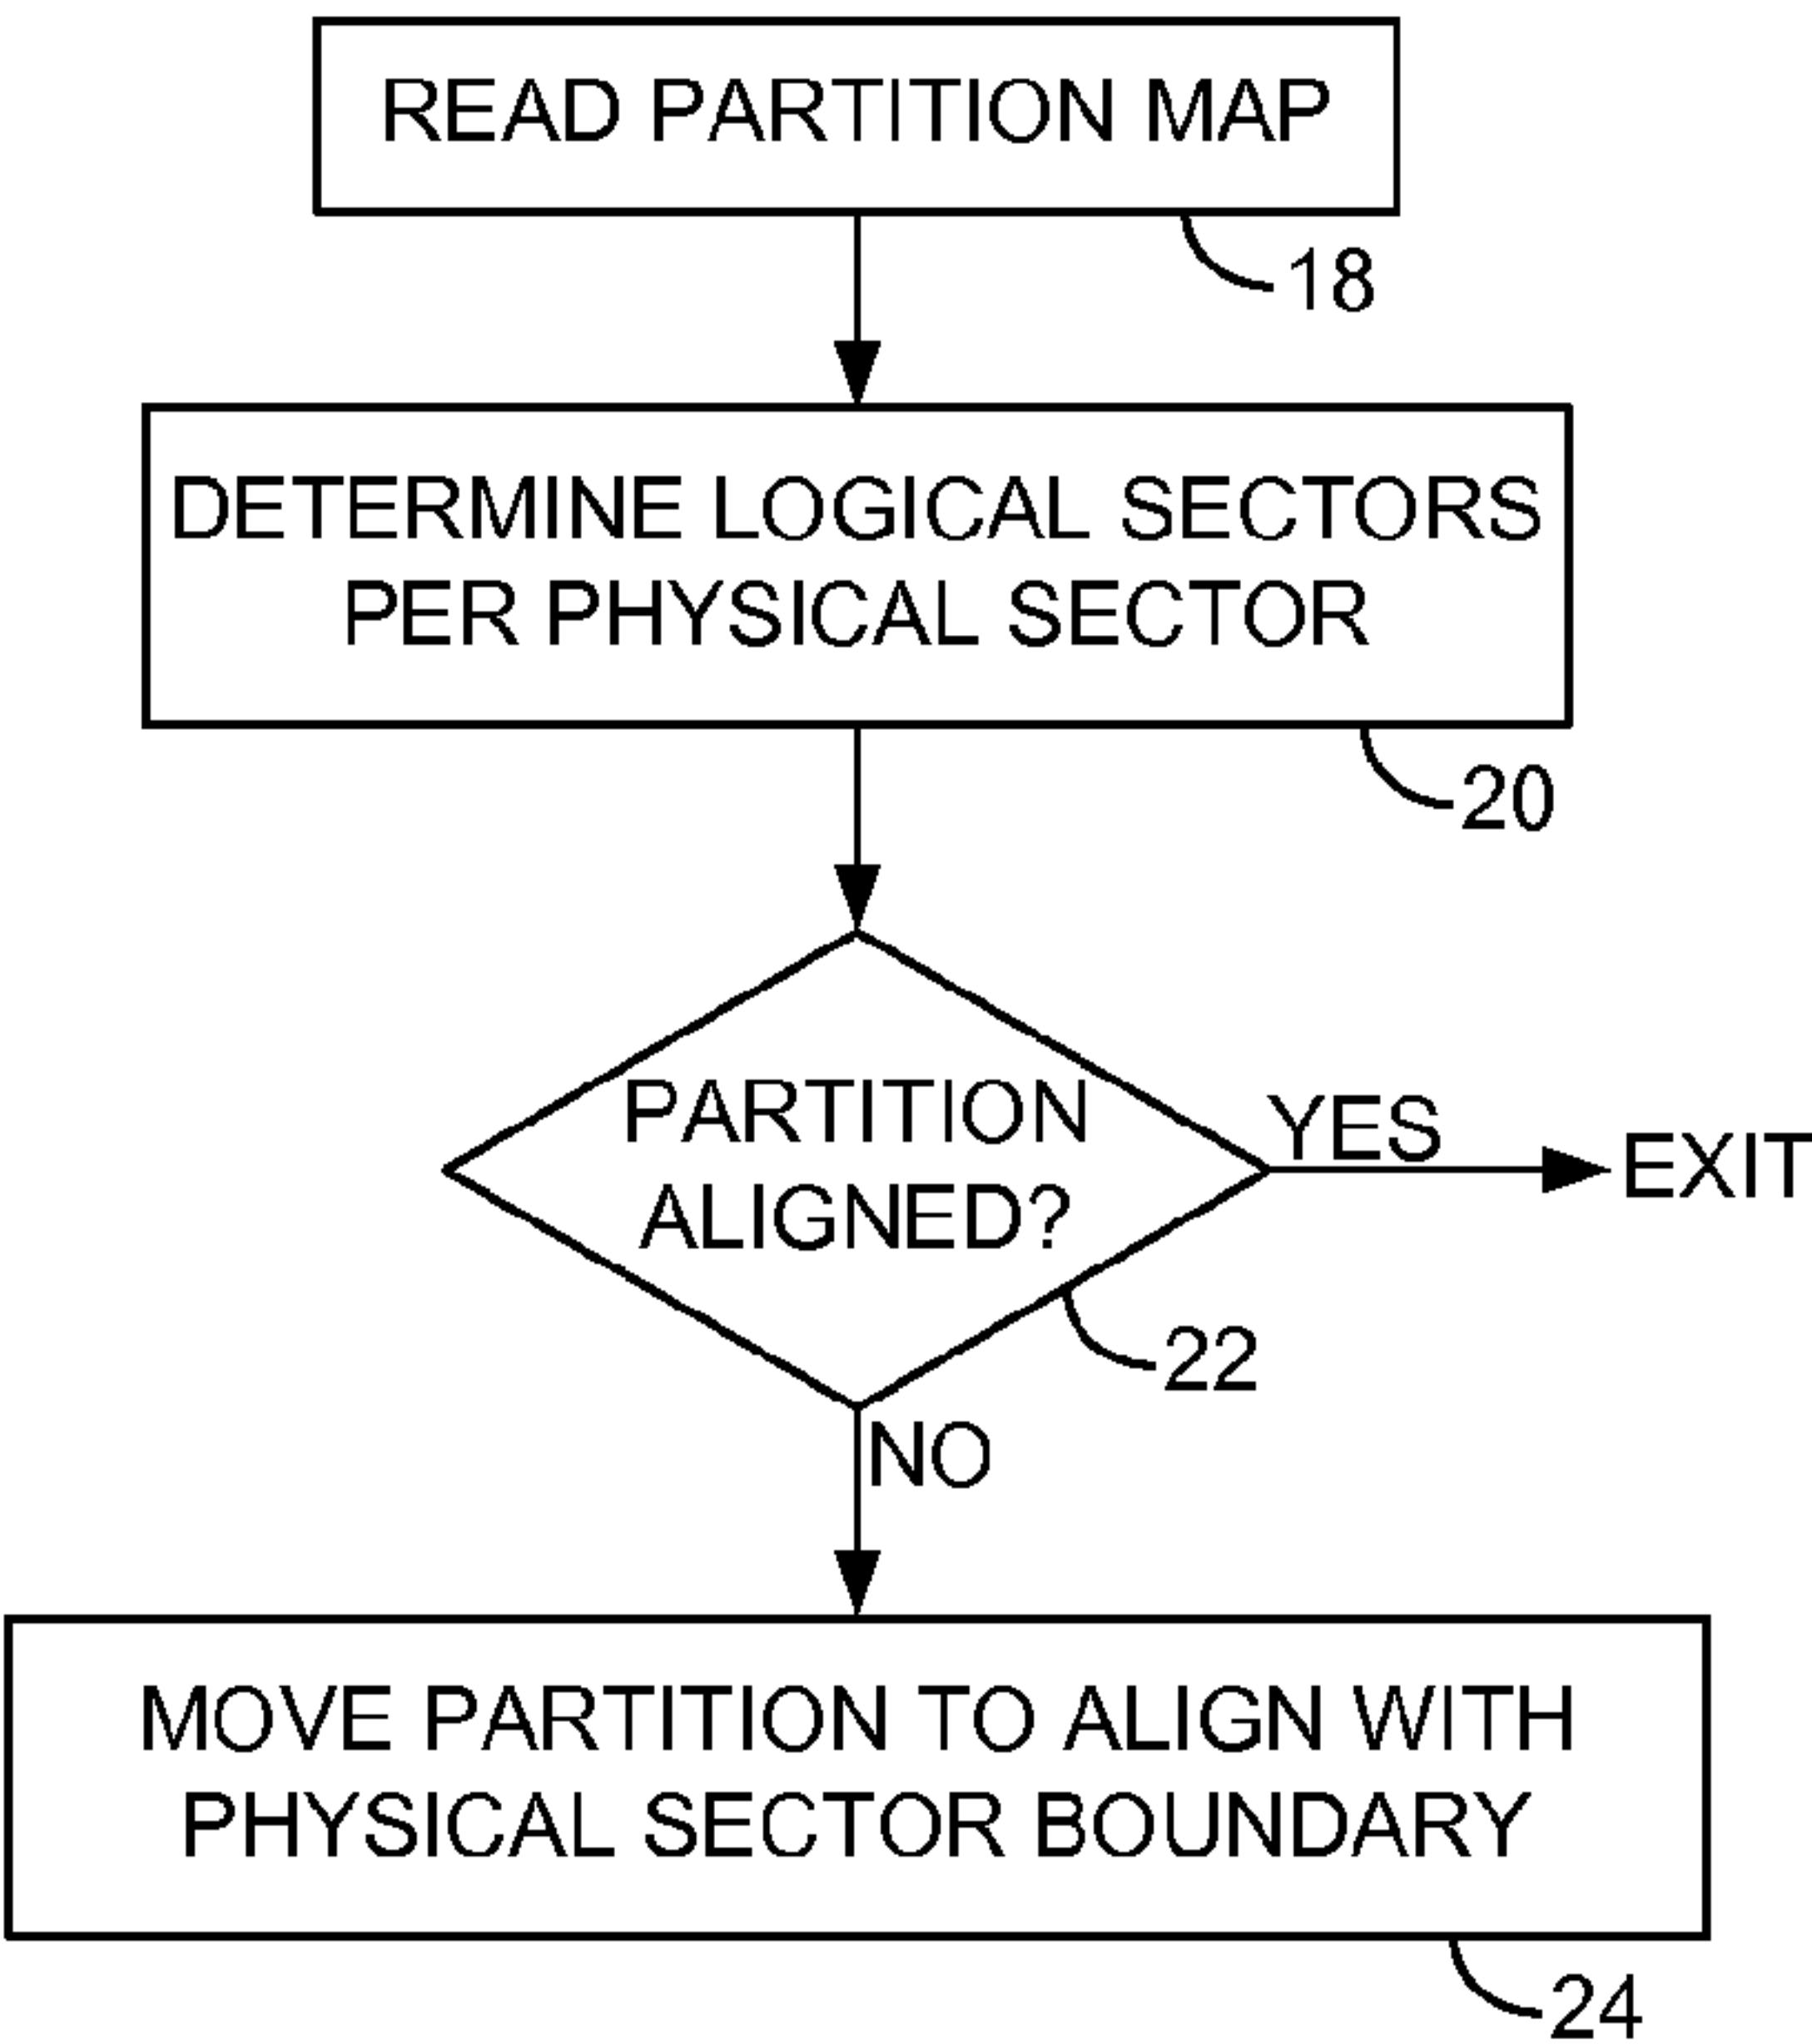 READ PARTITION MAP
18
DETERMINE LOGICAL SECTORS
PER PHYSICAL SECTOR
20
PARTITION
ALIGNED?
YES
EXIT
22
NO
MOVE PARTITION TO ALIGN WITH
PHYSICAL SECTOR BOUNDARY
24